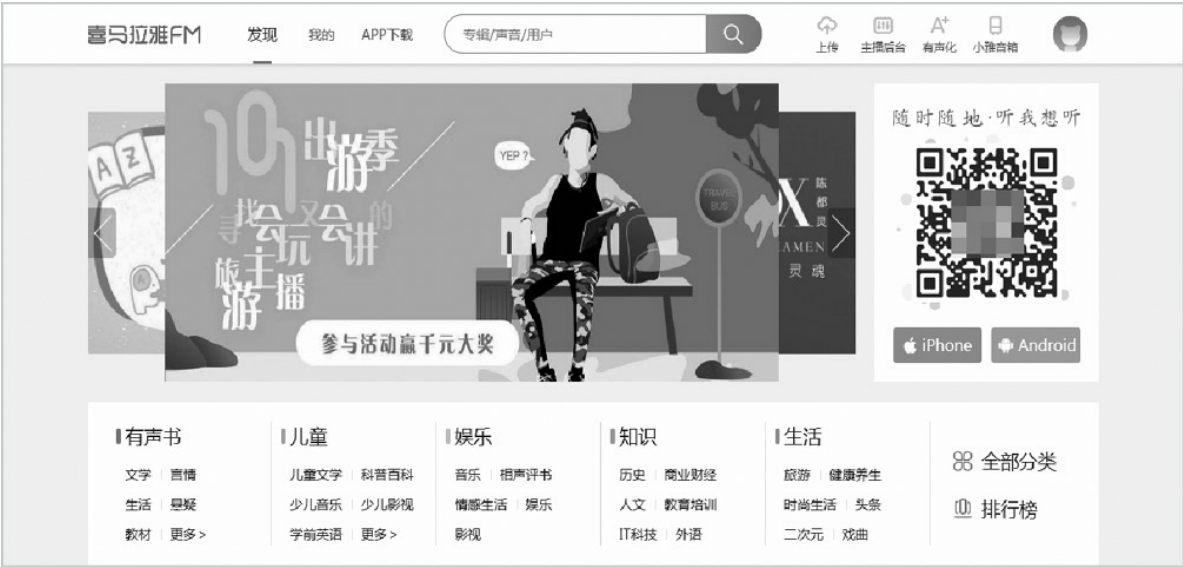 喜马拉雅FM 发现 我的 APP下载 专辑/声音/用户 上传 主播后台 有声化 小雅音箱
随时随地·听我想听
10月出游季
YEP ?
TRAVEL BUS
寻找会玩又会讲的
旅游主播
参与活动赢千元大奖
A Z
X
陈都灵
IAMEN
灵魂
iPhone Android
有声书 儿童 娱乐 知识 生活
文学 言情 儿童文学 科普百科 音乐 相声评书 历史 商业财经 旅游 健康养生
全部分类
生活 悬疑 少儿音乐 少儿影视 情感生活 娱乐 人文 教育培训 时尚生活 头条
排行榜
教材 更多 > 学前英语 更多 > 影视 IT科技 外语 二次元 戏曲